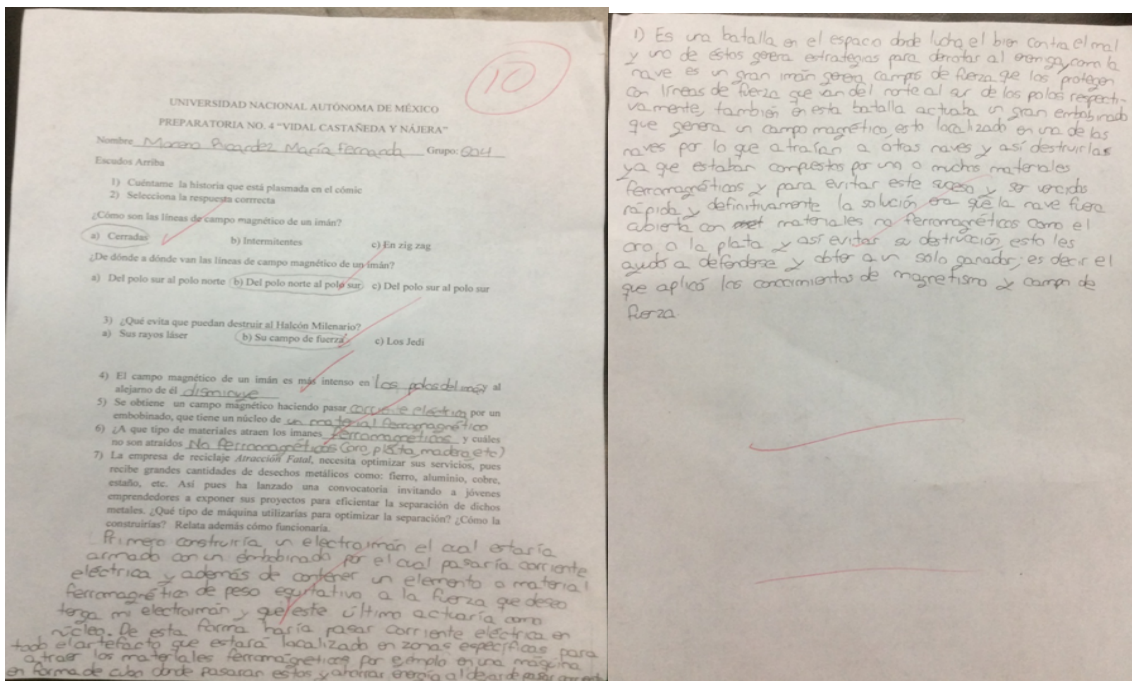 10
UNIVERSIDAD NACIONAL AUTÓNOMA DE MÉXICO
PREPARATORIA NO. 4 “VIDAL CASTAÑEDA Y NÁJERA”
Nombre Moreno María Fernanda Grupo: 604
Escudos Arriba
1) Cuéntame la historia que está plasmada en el cómic
2) Selecciona la respuesta corrrecta
¿Cómo son las líneas de campo magnético de un imán?
a) Cerradas b) Intermitentes c) En zig zag
¿De dónde a dónde van las líneas de campo magnético de un imán?
a) Del polo sur al polo norte b) Del polo norte al polo sur c) Del polo sur al polo sur
3) ¿Qué evita que puedan destruir al Halcón Milenario?
a) Sus rayos láser b) Su campo de fuerza c) Los Jedi
4) El campo magnético de un imán es más intenso en los polos del al
alejarno de él disminuye
5) Se obtiene un campo magnético haciendo pasar corriente eléctrica por un
embobinado, que tiene un núcleo de un material ferromagnético
6) ¿A que tipo de materiales atraen los imanes ferromagnéticos y cuáles
no son atraídos No ferromagnéticos (oro, plata, madera, etc)
7) La empresa de reciclaje Atracción Fatal, necesita optimizar sus servicios, pues
recibe grandes cantidades de desechos metálicos como: fierro, aluminio, cobre,
estaño, etc. Así pues ha lanzado una convocatoria invitando a jóvenes
emprendedores a exponer sus proyectos para eficientar la separación de dichos
metales. ¿Qué tipo de máquina utilizarías para optimizar la separación? ¿Cómo la
construirías? Relata además cómo funcionaría.
Primero construiría un electroimán el cual estaría
armado con un embobinado por el cual pasaría corriente
eléctrica y además de contener un elemento o material
ferromagnético de peso equitativo a la fuerza que deseo
tenga mi electroimán y que este último actuaría como
núcleo. De esta forma haría pasar corriente eléctrica en
todo el artefacto que estará localizado en zonas específicas para
atraer los materiales ferromagnéticos por ejemplo en una máquina
en forma de cubo donde pasaran estos y ahorrar energía al dejar de pasar corriente
1) Es una batalla en el espacio donde lucha el bien contra el mal
y uno de éstos genera estrategias para derrotar al enemigo, como la
nave es un gran imán genera campos de fuerza que los protegen
con líneas de fuerza que van del norte al sur de los polos respecti-
vamente, también en esta batalla actuaba un gran embobinado
que genera un campo magnético, esto localizado en una de las
naves por lo que atraían a otras naves y así destruirlas
ya que estaban compuestos por uno o muchos materiales
ferromagnéticos y para evitar este suceso y ser vencidos
rápida y definitivamente la solución era que la nave fuera
cubierta con materiales no ferromagnéticos como el
oro, o la plata y así evitar su destrucción, esto les
ayudó a defenderse y obter a un solo ganador; es decir el
que aplicó los conocimientos de magnetismo y campo de
fuerza